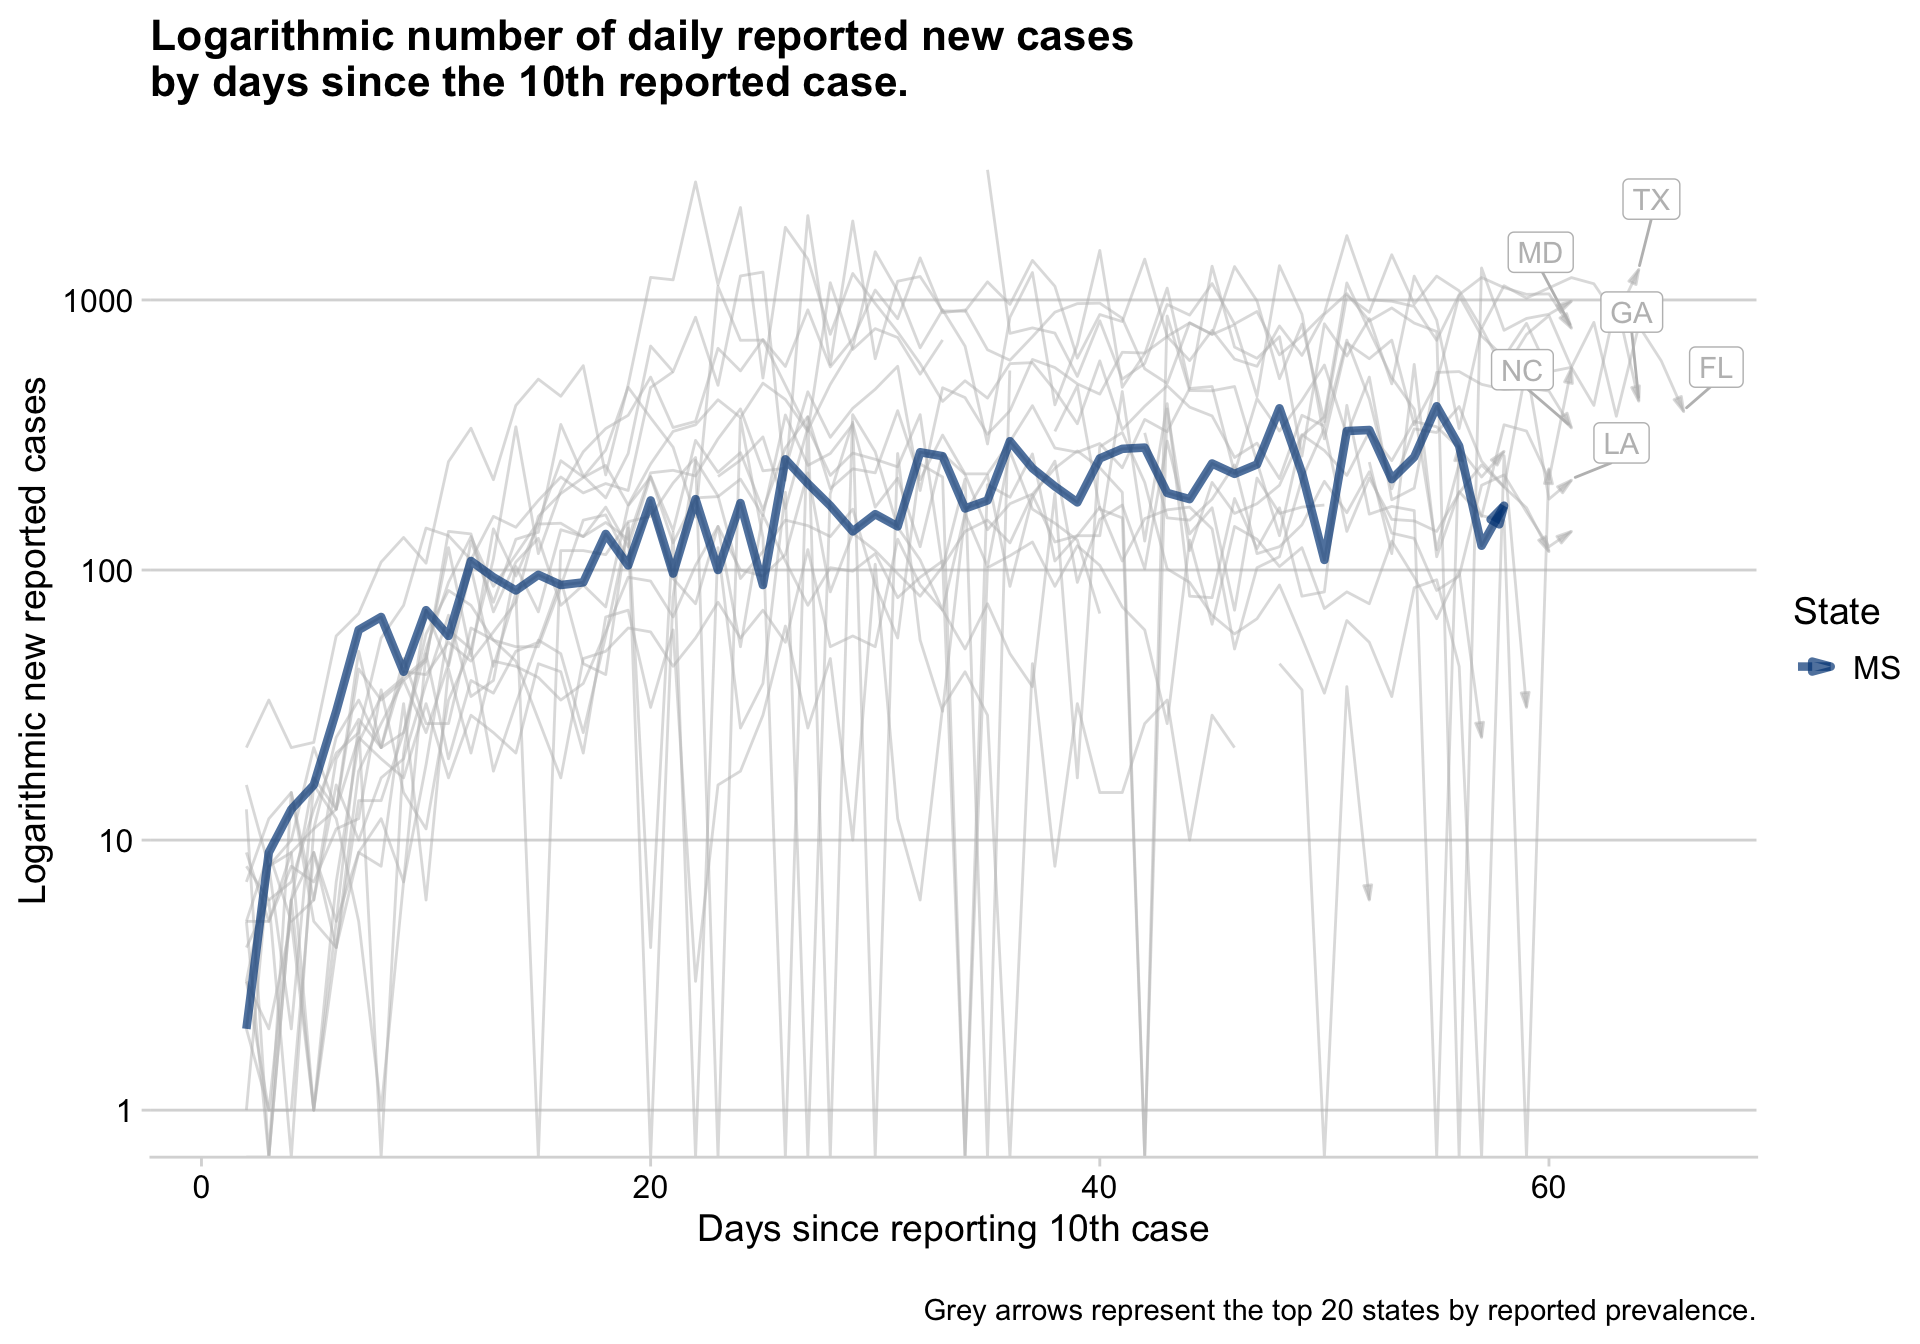 Logarithmic number of daily reported new cases
by days since the 10th reported case.
TX
MD
1000
GA
FL
NC
LA
Logarithmic new reported cases
100
State
MS
10
1
0
20
40
60
Days since reporting 10th case
Grey arrows represent the top 20 states by reported prevalence.